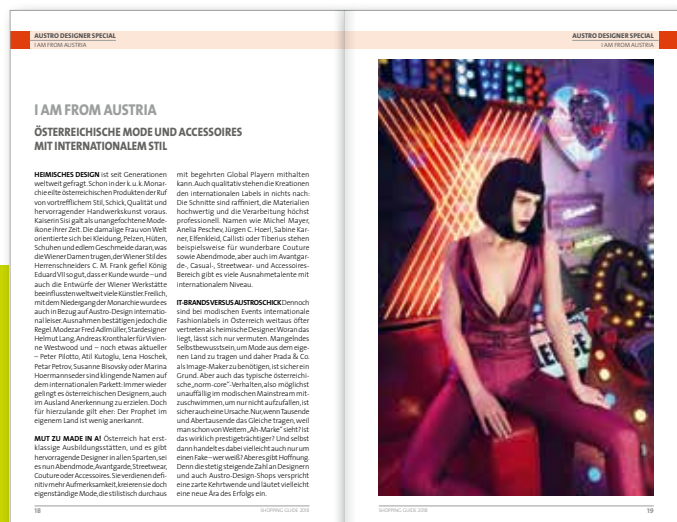 AUSTRO DESIGNER SPECIAL
I AM FROM AUSTRIA
I AM FROM AUSTRIA
ÖSTERREICHISCHE MODE UND ACCESSOIRES
MIT INTERNATIONALEM STIL
HEIMISCHES DESIGN ist seit Generationen
weltweit gefragt. Schon in der k. u. k. Monar-
chie eilte österreichischen Produkten der Ruf
von vortrefflichem Stil, Schick, Qualität und
hervorragender Handwerkskunst voraus.
Kaiserin Sisi galt als unangefochtene Mode-
ikone ihrer Zeit. Die damalige Frau von Welt
orientierte sich bei Kleidung, Pelzen, Hüten,
Schuhen und edlem Geschmeide daran, was
die Wiener Damen trugen, der Wiener Stil des
Herrenschneiders C. M. Frank gefiel König
Eduard VII so gut, dass er Kunde wurde – und
auch die Entwürfe der Wiener Werkstätte
beeinflussten weltweit viele Künstler. Freilich,
mit dem Niedergang der Monarchie wurde es
auch in Bezug auf Austro-Design internatio-
nal leiser. Ausnahmen bestätigen jedoch die
Regel. Modezar Fred Adlmüller, Stardesigner
Helmut Lang, Andreas Kronthaler für Vivien-
ne Westwood und – noch etwas aktueller
– Peter Pilotto, Atil Kutoglu, Lena Hoschek,
Petar Petrov, Susanne Bisovsky oder Marina
Hoermanseder sind klingende Namen auf
dem internationalen Parkett: Immer wieder
gelingt es österreichischen Designern, auch
im Ausland Anerkennung zu erzielen. Doch
für hierzulande gilt eher: Der Prophet im
eigenem Land ist wenig anerkannt.
MUT ZU MADE IN A! Österreich hat erst-
klassige Ausbildungsstätten, und es gibt
hervorragende Designer in allen Sparten, sei
es nun Abendmode, Avantgarde, Streetwear,
Couture oder Accessoires. Sie verdienen defi-
nitiv mehr Aufmerksamkeit, kreieren sie doch
eigenständige Mode, die stilistisch durchaus
mit begehrten Global Playern mithalten
kann. Auch qualitativ stehen die Kreationen
den internationalen Labels in nichts nach:
Die Schnitte sind raffiniert, die Materialien
hochwertig und die Verarbeitung höchst
professionell. Namen wie Michel Mayer,
Anelia Peschev, Jürgen C. Hoerl, Sabine Kar-
ner, Elfenkleid, Callisti oder Tiberius stehen
beispielsweise für wunderbare Couture
sowie Abendmode, aber auch im Avantgar-
de-, Casual-, Streetwear- und Accessoires-
Bereich gibt es viele Ausnahmetalente mit
internationalem Niveau.
IT-BRANDS VERSUS AUSTROSCHICK Dennoch
sind bei modischen Events internationale
Fashionlabels in Österreich weitaus öfter
vertreten als heimische Designer. Woran das
liegt, lässt sich nur vermuten. Mangelndes
Selbstbewusstsein, um Mode aus dem eige-
nen Land zu tragen und daher Prada & Co.
als Image-Maker zu benötigen, ist sicher ein
Grund. Aber auch das typische österreichi-
sche „norm-core“-Verhalten, also möglichst
unauffällig im modischen Mainstream mit-
zuschwimmen, um nur nicht aufzufallen, ist
sicher auch eine Ursache. Nur, wenn Tausende
und Abertausende das Gleiche tragen, weil
man schon von Weitem „Ah-Marke“ sieht? Ist
das wirklich prestigeträchtiger? Und selbst
dann handelt es dabei vielleicht auch nur um
einen Fake – wer weiß? Aber es gibt Hoffnung.
Denn die stetig steigende Zahl an Designern
und auch Austro-Design-Shops verspricht
eine zarte Kehrtwende und läutet vielleicht
eine neue Ära des Erfolgs ein.
18
SHOPPING GUIDE 2018
AUSTRO DESIGNER SPECIAL
I AM FROM AUSTRIA
X
G
SHOPPING GUIDE 2018
19